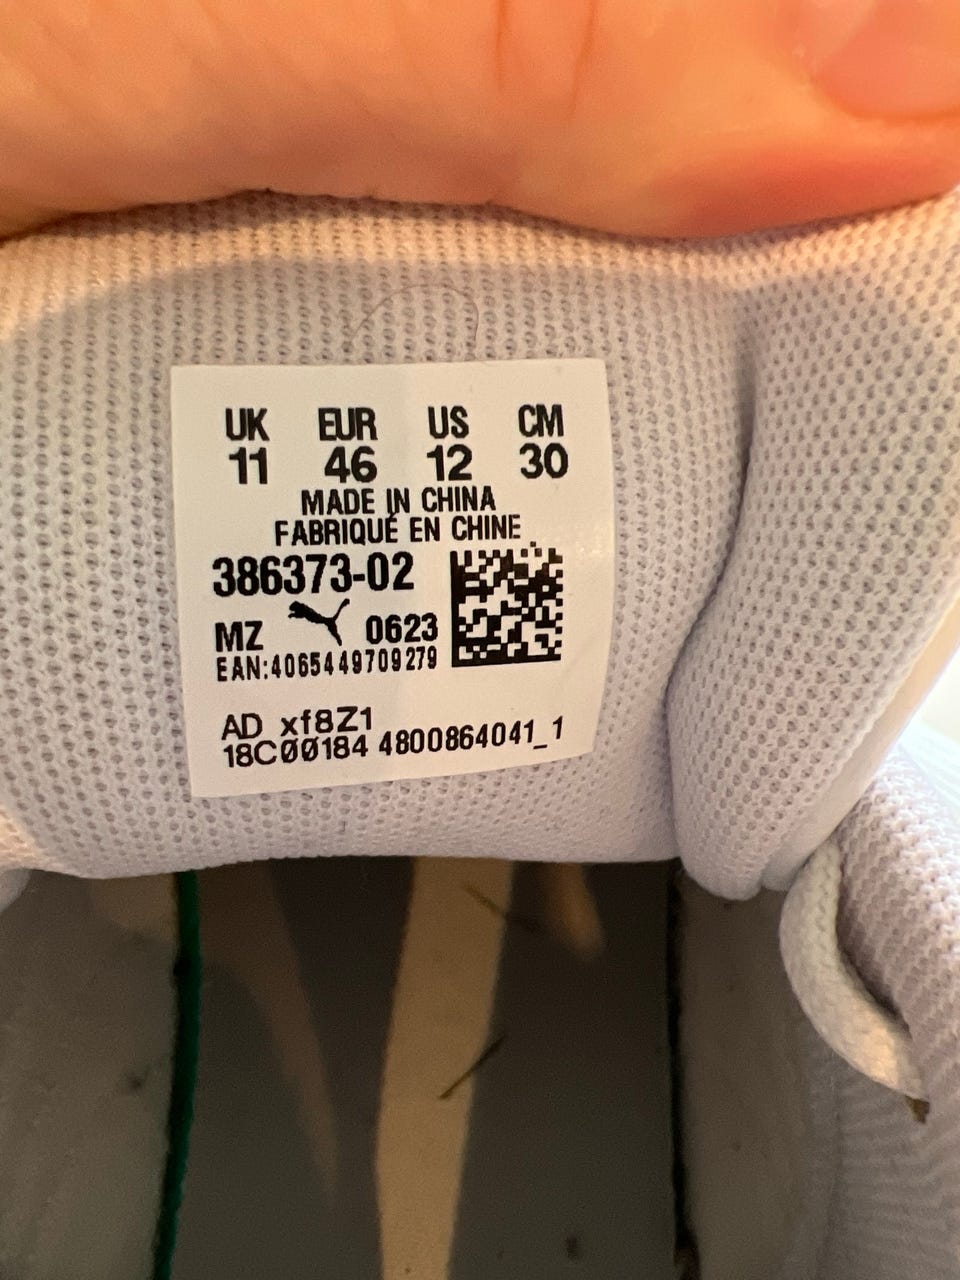 UK EUR US CM
11 46 12 30
MADE IN CHINA
FABRIQUÉ EN CHINE
386373-02
MZ 0623
EAN:4065449709279
AD xf8Z1
18C00184 4800864041_1